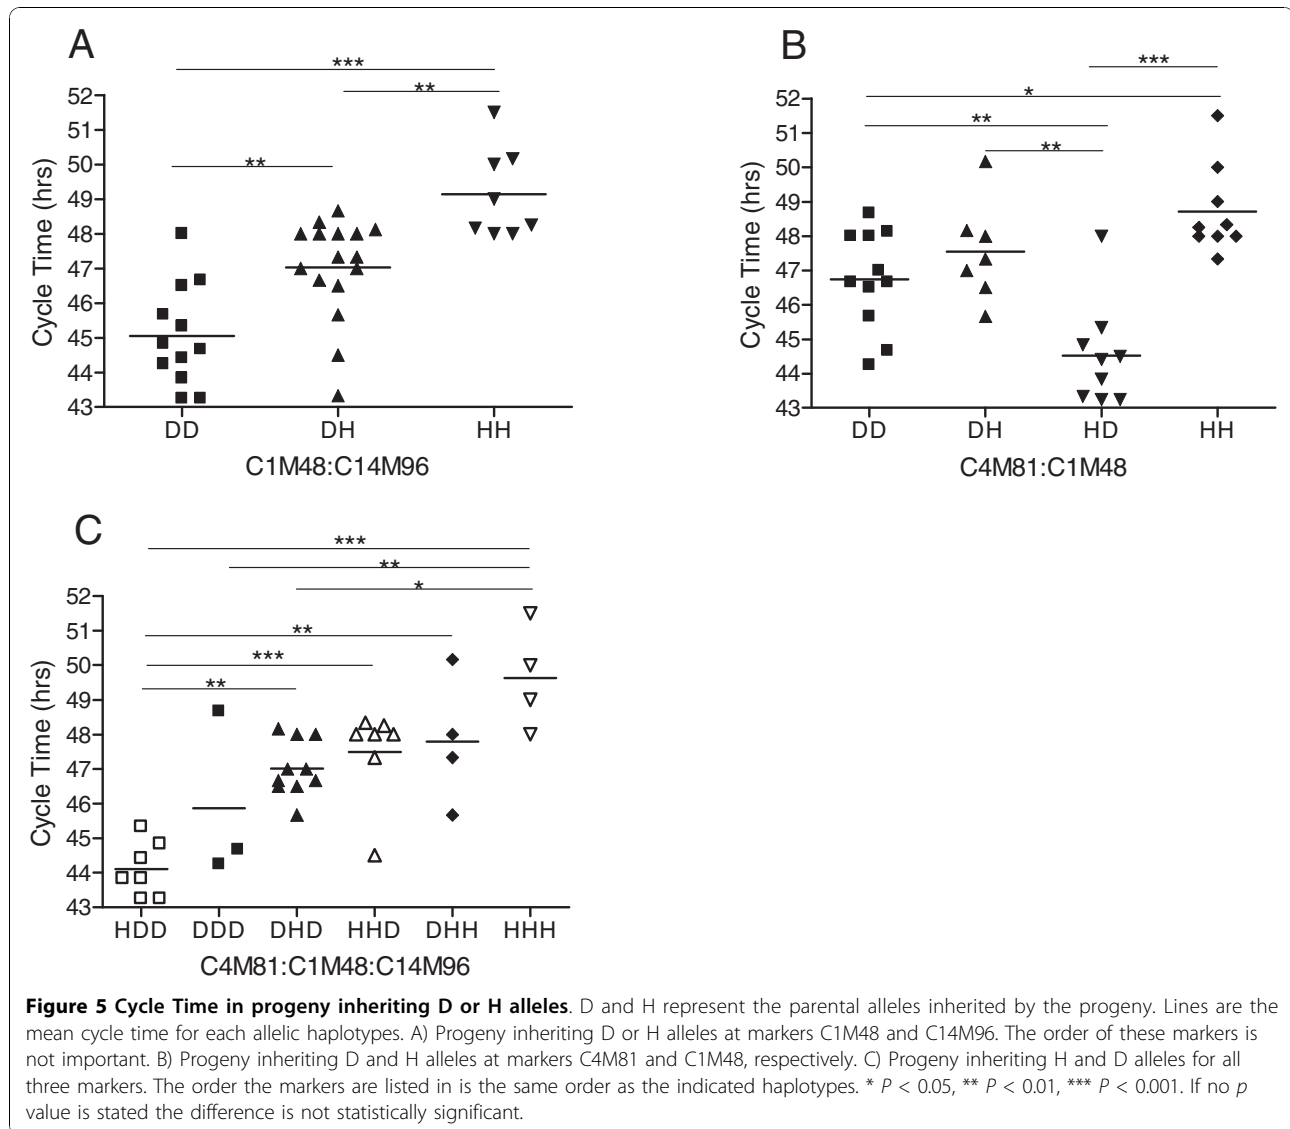 A
***
**
**
52
51
50
49
48
47
46
45
44
43
Cycle Time (hrs)
DD DH HH
C1M48:C14M96
B
***
*
**
**
52
51
50
49
48
47
46
45
44
43
Cycle Time (hrs)
DD DH HD HH
C4M81:C1M48
C
***
**
*
**
***
**
52
51
50
49
48
47
46
45
44
43
Cycle Time (hrs)
HDD DDD DHD HHD DHH HHH
C4M81:C1M48:C14M96
Figure 5 Cycle Time in progeny inheriting D or H alleles. D and H represent the parental alleles inherited by the progeny. Lines are the
mean cycle time for each allelic haplotypes. A) Progeny inheriting D or H alleles at markers C1M48 and C14M96. The order of these markers is
not important. B) Progeny inheriting D and H alleles at markers C4M81 and C1M48, respectively. C) Progeny inheriting H and D alleles for all
three markers. The order the markers are listed in is the same order as the indicated haplotypes. * P < 0.05, ** P < 0.01, *** P < 0.001. If no p
value is stated the difference is not statistically significant.